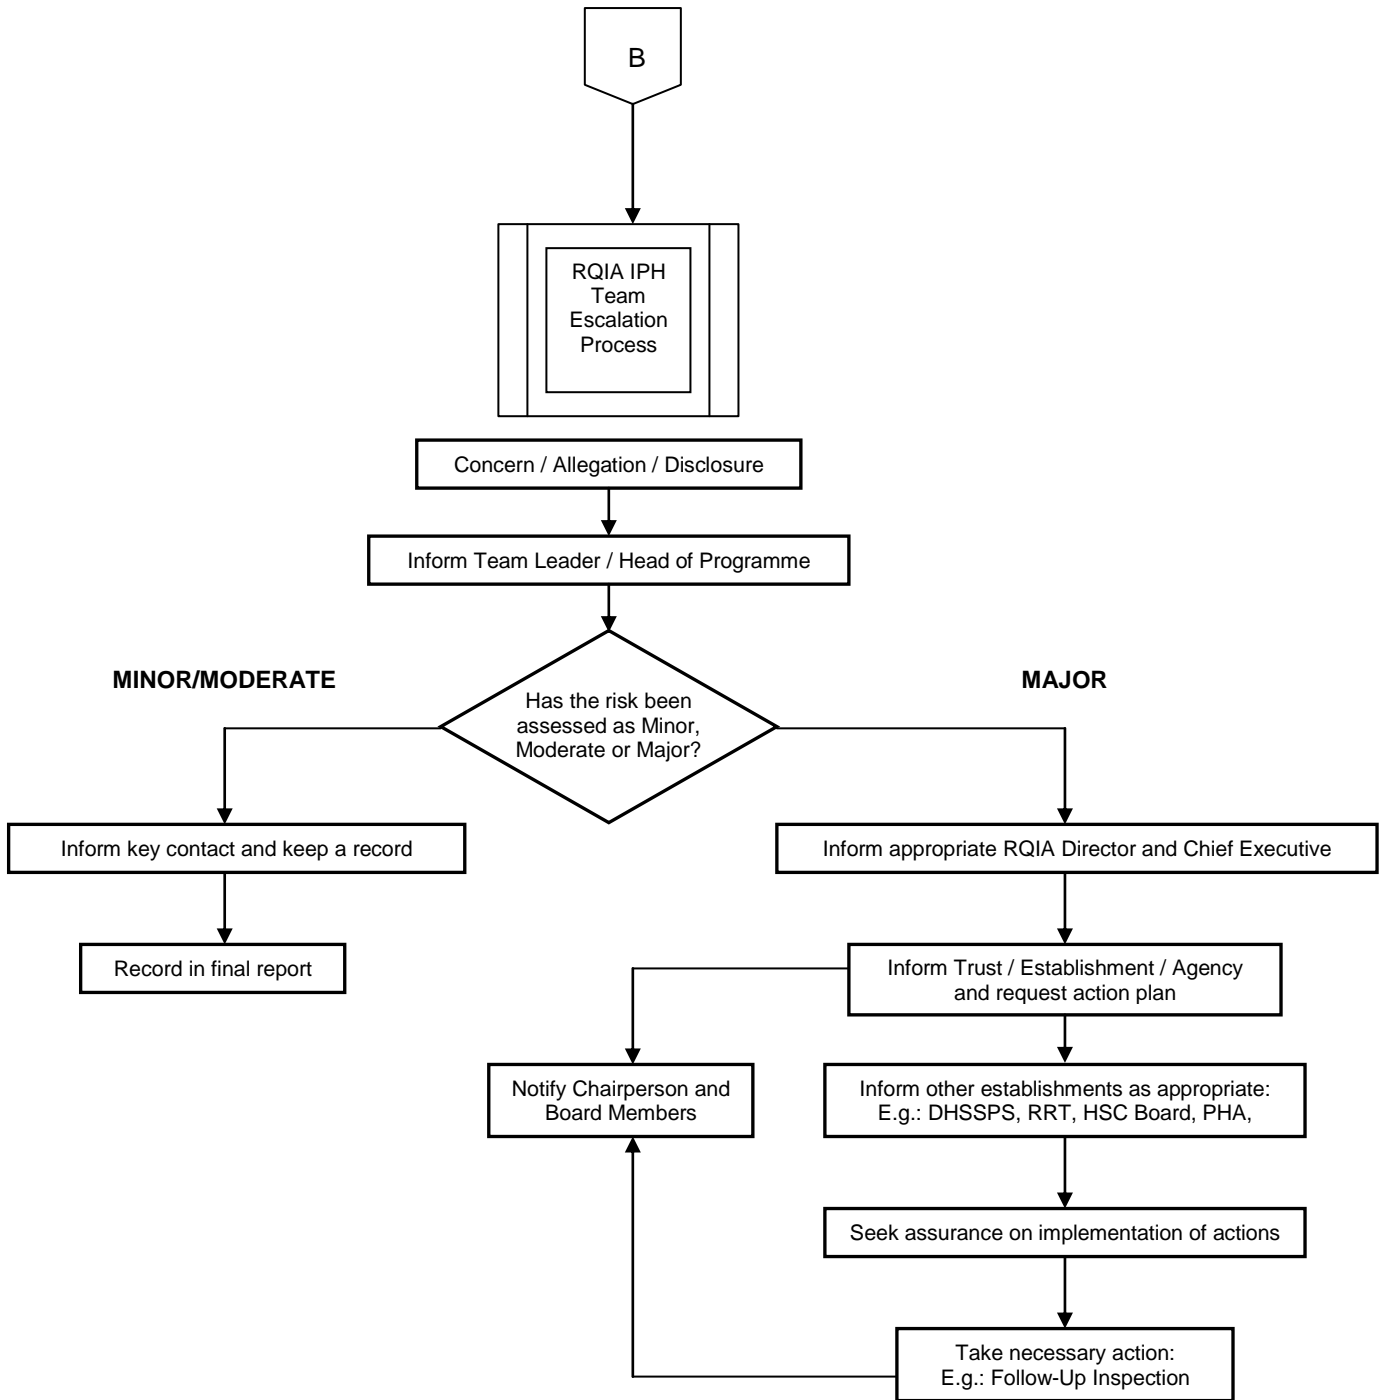 B
RQIA IPH
Team
Escalation
Process
Concern / Allegation / Disclosure
Inform Team Leader / Head of Programme
MINOR/MODERATE
MAJOR
Has the risk been
assessed as Minor,
Moderate or Major?
Inform key contact and keep a record
Inform appropriate RQIA Director and Chief Executive
Record in final report
Inform Trust / Establishment / Agency
and request action plan
Notify Chairperson and
Board Members
Inform other establishments as appropriate:
E.g.: DHSSPS, RRT, HSC Board, PHA,
Seek assurance on implementation of actions
Take necessary action:
E.g.: Follow-Up Inspection